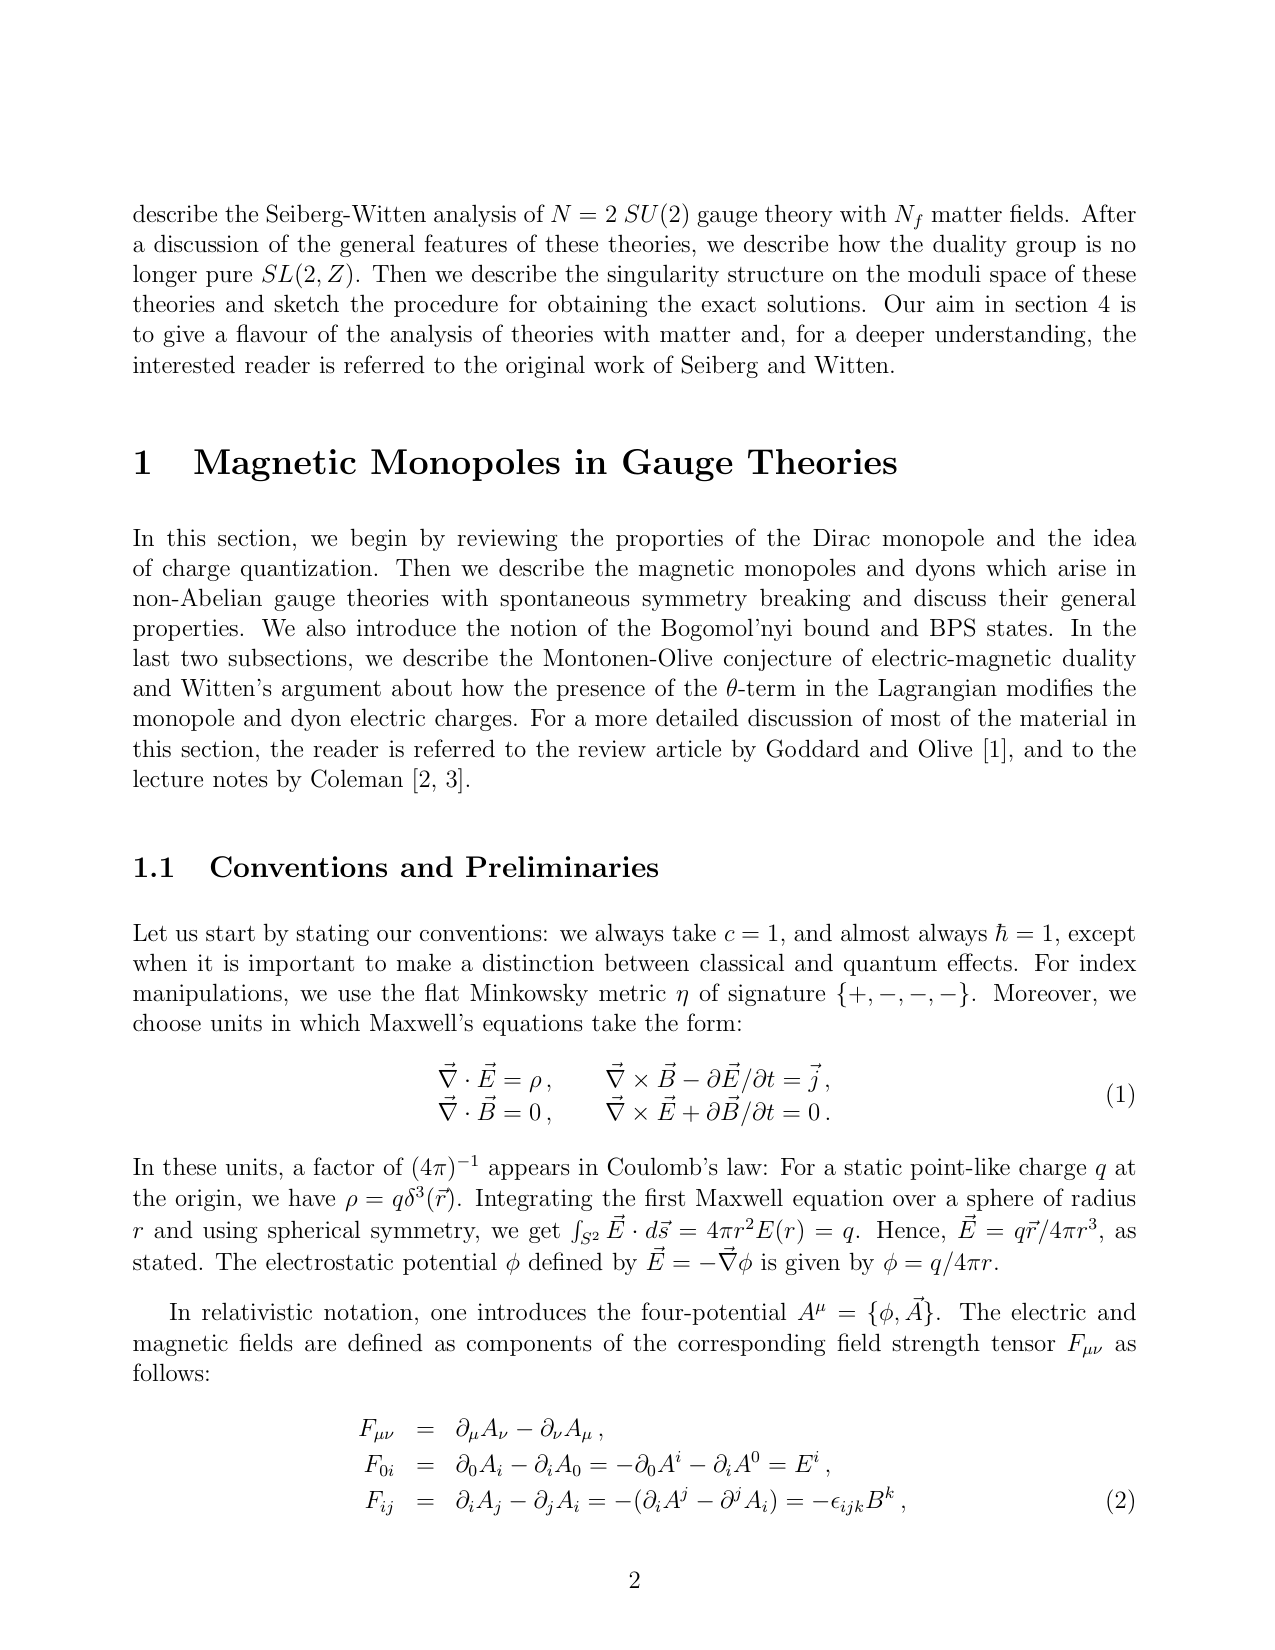 describe the Seiberg-Witten analysis of N = 2 SU(2) gauge theory with N_f matter fields. After
a discussion of the general features of these theories, we describe how the duality group is no
longer pure SL(2, Z). Then we describe the singularity structure on the moduli space of these
theories and sketch the procedure for obtaining the exact solutions. Our aim in section 4 is
to give a flavour of the analysis of theories with matter and, for a deeper understanding, the
interested reader is referred to the original work of Seiberg and Witten.
1 Magnetic Monopoles in Gauge Theories
In this section, we begin by reviewing the proporties of the Dirac monopole and the idea
of charge quantization. Then we describe the magnetic monopoles and dyons which arise in
non-Abelian gauge theories with spontaneous symmetry breaking and discuss their general
properties. We also introduce the notion of the Bogomol'nyi bound and BPS states. In the
last two subsections, we describe the Montonen-Olive conjecture of electric-magnetic duality
and Witten's argument about how the presence of the θ-term in the Lagrangian modifies the
monopole and dyon electric charges. For a more detailed discussion of most of the material in
this section, the reader is referred to the review article by Goddard and Olive [1], and to the
lecture notes by Coleman [2, 3].
1.1 Conventions and Preliminaries
Let us start by stating our conventions: we always take c = 1, and almost always ℏ = 1, except
when it is important to make a distinction between classical and quantum effects. For index
manipulations, we use the flat Minkowsky metric η of signature {+, −, −, −}. Moreover, we
choose units in which Maxwell's equations take the form:
∇⃗ · E⃗ = ρ , ∇⃗ × B⃗ − ∂E⃗/∂t = j⃗ ,
∇⃗ · B⃗ = 0 , ∇⃗ × E⃗ + ∂B⃗/∂t = 0 .
(1)
In these units, a factor of (4π)⁻¹ appears in Coulomb's law: For a static point-like charge q at
the origin, we have ρ = qδ³(r⃗). Integrating the first Maxwell equation over a sphere of radius
r and using spherical symmetry, we get ∫_{S²} E⃗ · ds⃗ = 4πr²E(r) = q. Hence, E⃗ = qr⃗/4πr³, as
stated. The electrostatic potential ϕ defined by E⃗ = −∇⃗ϕ is given by ϕ = q/4πr.
In relativistic notation, one introduces the four-potential A^μ = {ϕ, A⃗}. The electric and
magnetic fields are defined as components of the corresponding field strength tensor F_{μν} as
follows:
F_{μν} = ∂_μA_ν − ∂_νA_μ ,
F_{0i} = ∂_0A_i − ∂_iA_0 = −∂_0A^i − ∂_iA^0 = E^i ,
F_{ij} = ∂_iA_j − ∂_jA_i = −(∂_iA^j − ∂^jA_i) = −ϵ_{ijk}B^k , (2)
2